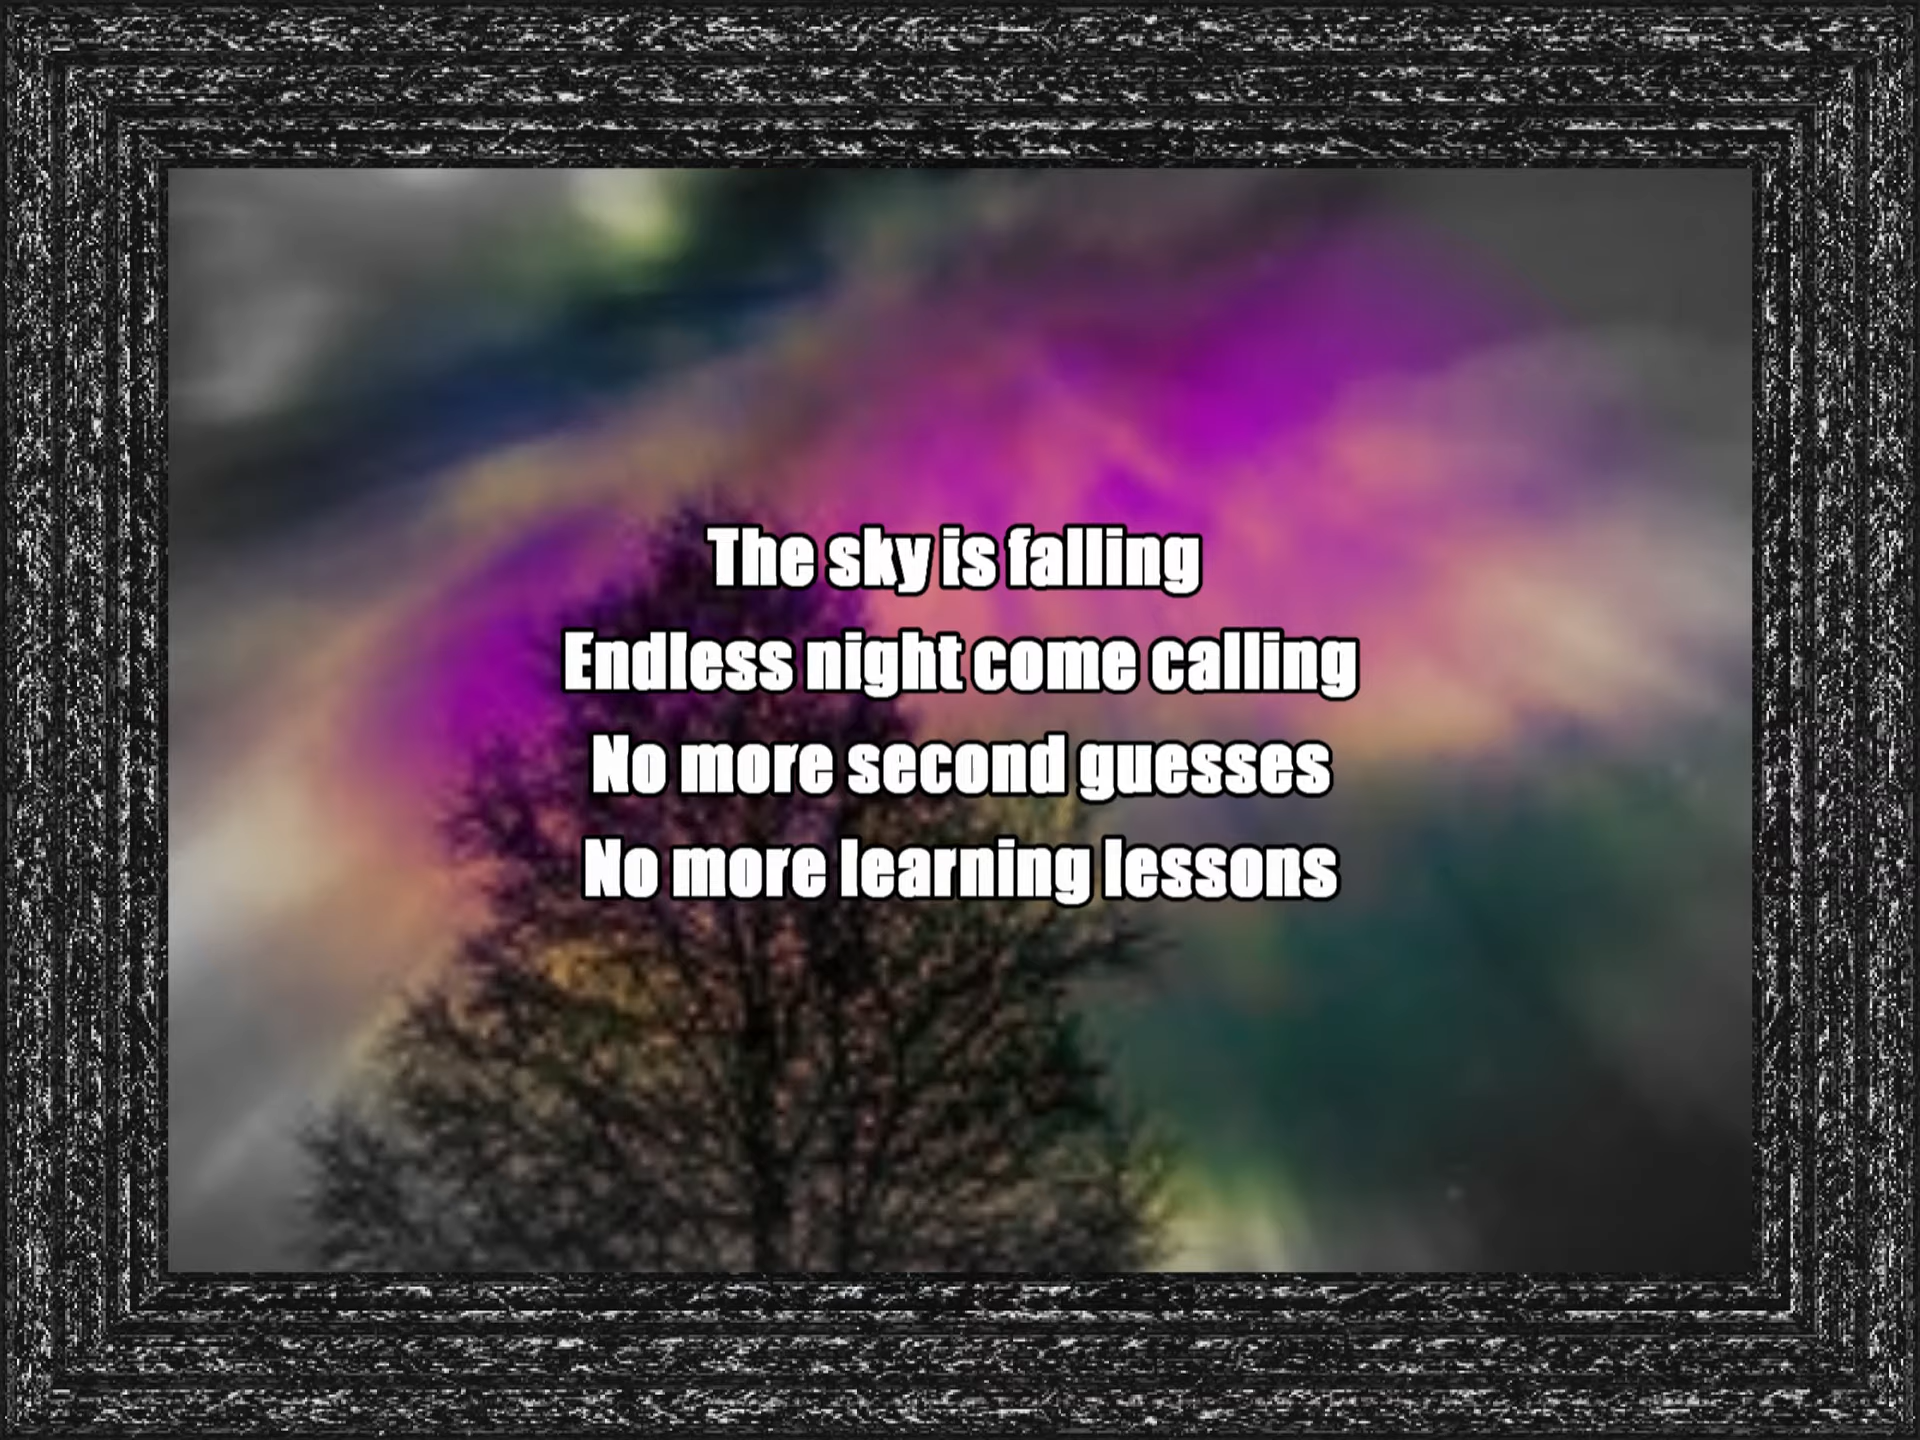 The sky is falling
Endless night come calling
No more second guesses
No more learning lessons